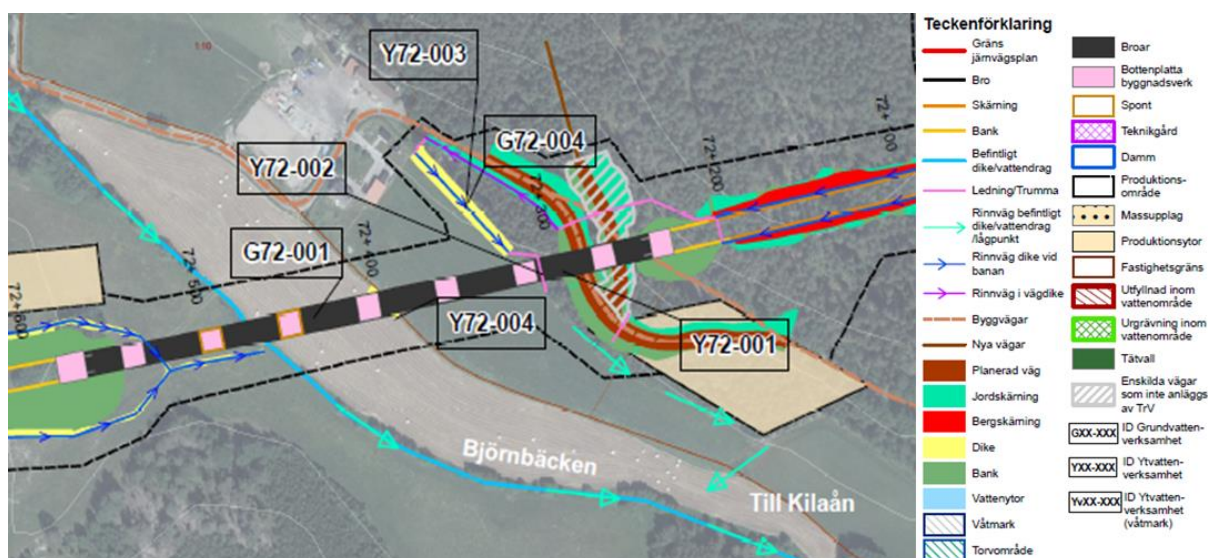 1:10
Y72-003
G72-004
Y72-002
G72-001
Y72-004
Y72-001
72+200
72+300
72+400
72+500
72+600
Björnbäcken
Till Kilaån
Teckenförklaring
Gräns
järnvägsplan
Bro
Skärning
Bank
Befintligt
dike/vattendrag
Ledning/Trumma
Rinnväg befintligt
dike/vattendrag
/lågpunkt
Rinnväg dike vid
banan
Rinnväg i vägdike
Byggvägar
Nya vägar
Planerad väg
Jordskärning
Bergskärning
Dike
Bank
Vattenytor
Våtmark
Torvområde
Broar
Bottenplatta
byggnadsverk
Spont
Teknikgård
Damm
Produktions-
område
Massupplag
Produktionsytor
Fastighetsgräns
Utfyllnad inom
vattenområde
Urgrävning inom
vattenområde
Tätvall
Enskilda vägar
som inte anläggs
av TrV
GXX-XXX
ID Grundvatten-
verksamhet
YXX-XXX
ID Ytvatten-
verksamhet
YvXX-XXX
ID Ytvatten-
verksamhet
(våtmark)